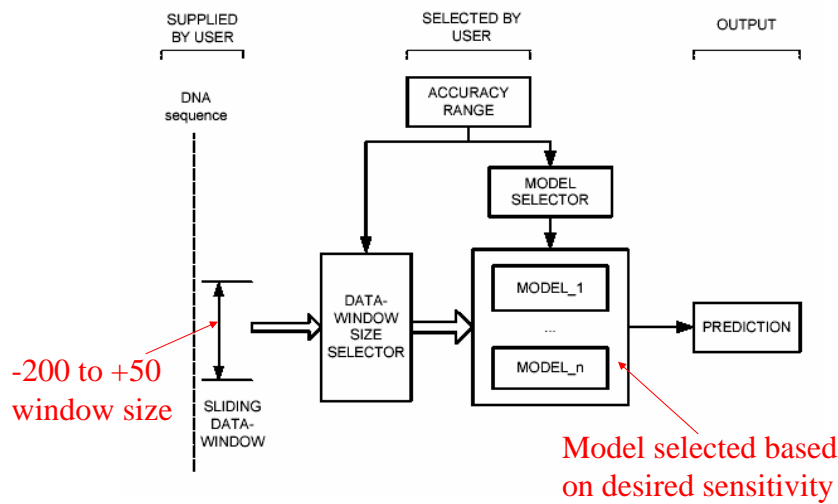 SUPPLIED
BY USER
SELECTED BY
USER
OUTPUT
DNA
sequence
ACCURACY
RANGE
MODEL
SELECTOR
DATA-
WINDOW
SIZE
SELECTOR
MODEL_1
...
MODEL_n
PREDICTION
-200 to +50
window size
SLIDING
DATA-
WINDOW
Model selected based
on desired sensitivity